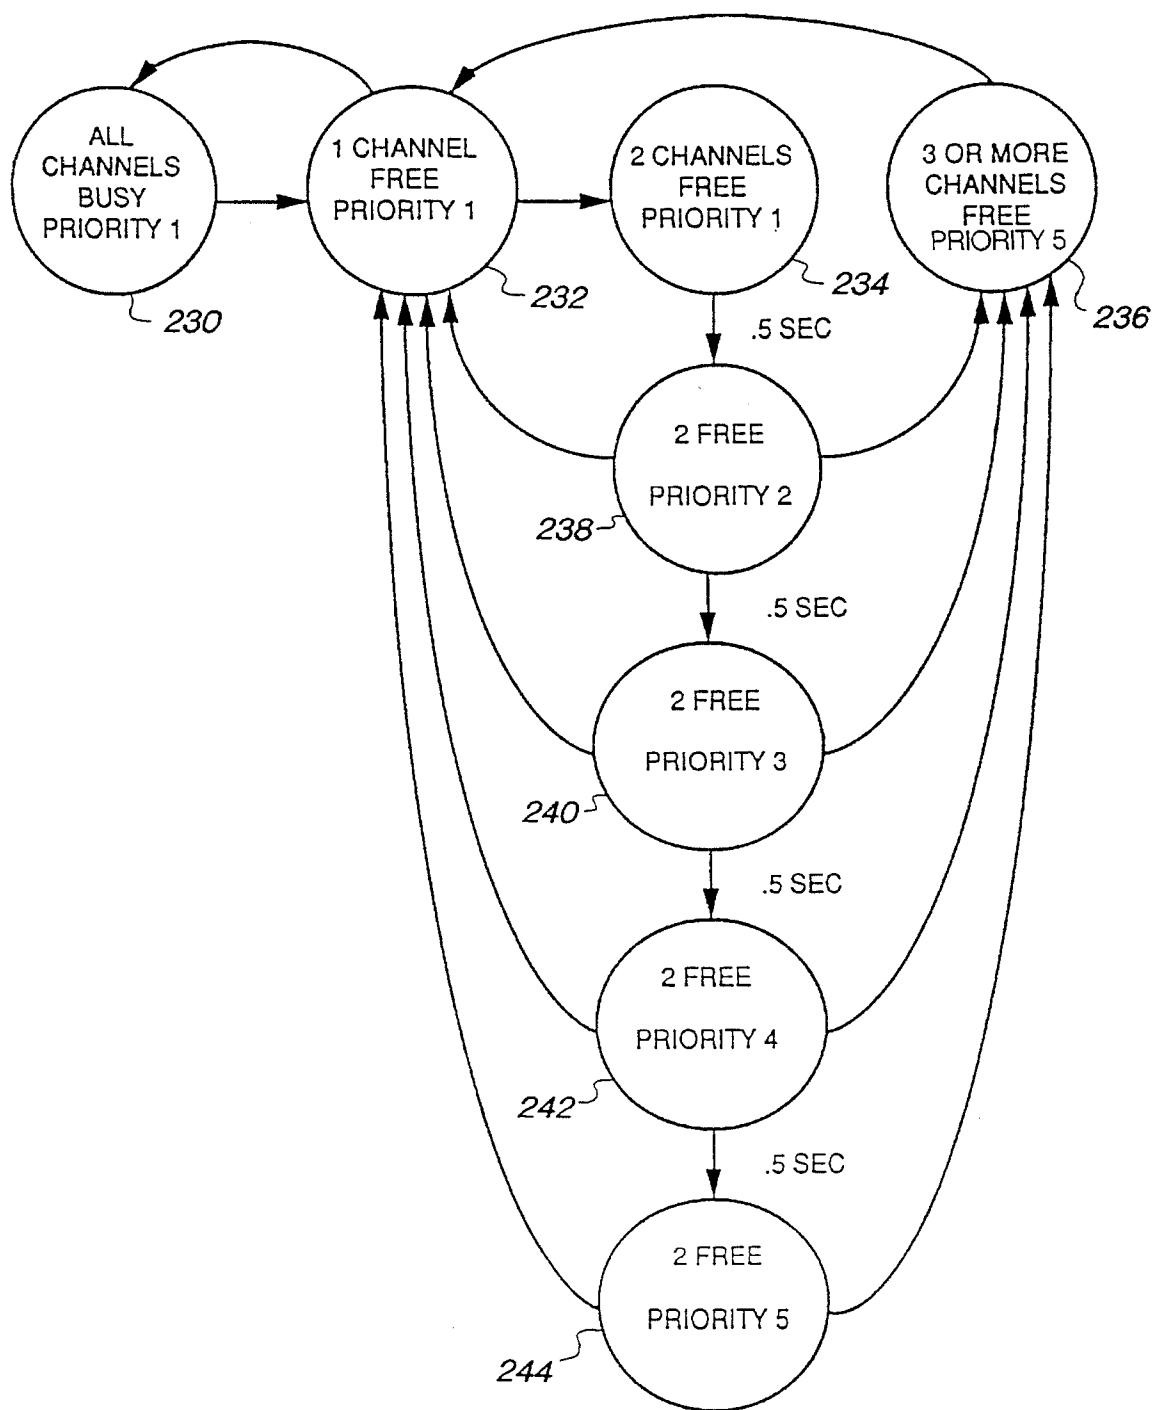 ALL
CHANNELS
BUSY
PRIORITY 1
230
1 CHANNEL
FREE
PRIORITY 1
232
2 CHANNELS
FREE
PRIORITY 1
234
3 OR MORE
CHANNELS
FREE
PRIORITY 5
236
.5 SEC
2 FREE
PRIORITY 2
238
.5 SEC
2 FREE
PRIORITY 3
240
.5 SEC
2 FREE
PRIORITY 4
242
.5 SEC
2 FREE
PRIORITY 5
244